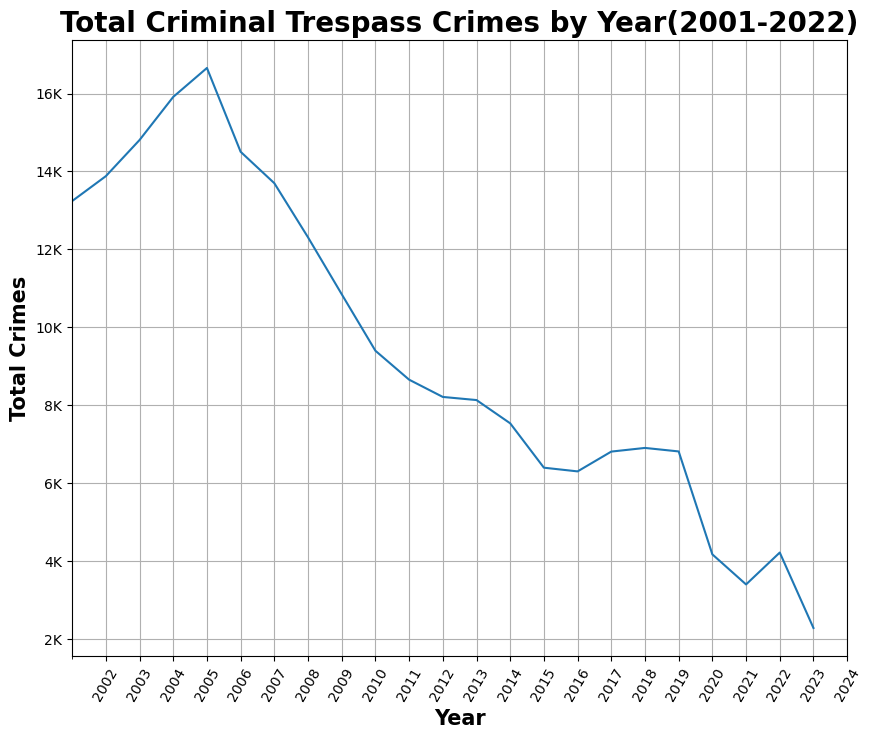 Total Criminal Trespass Crimes by Year(2001-2022)
16K
14K
12K
10K
8K
6K
4K
2K
Total Crimes
2002
2003
2004
2005
2006
2007
2008
2009
2010
2011
2012
2013
2014
2015
2016
2017
2018
2019
2020
2021
2022
2023
2024
Year